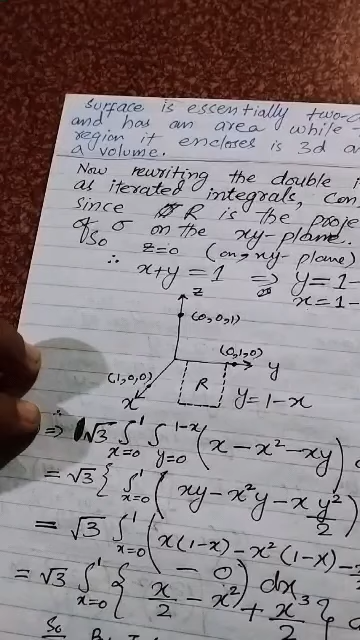 Surface is essentially two-
and has an area while
region it encloses is 3d
a volume.
Now rewriting the double
as iterated integrals,
since R is the
of σ on the xy-plane.
So z=0 (on xy-plane)
∴ x+y=1 ⇒ y=1-
x=1-
z
(0,0,1)
(0,1,0)
(1,0,0)
R
y
x
y=1-x
⇒ √3 ∫_{x=0}^{1} ∫_{y=0}^{1-x} (x-x²-xy)
= √3 { ∫_{x=0}^{1} (xy-x²y-x y²/2)
= √3 ∫_{x=0}^{1} (x(1-x)-x²(1-x)-
-0) dx
= √3 ∫_{x=0}^{1} { x/2 - x² + x³/2 }
So